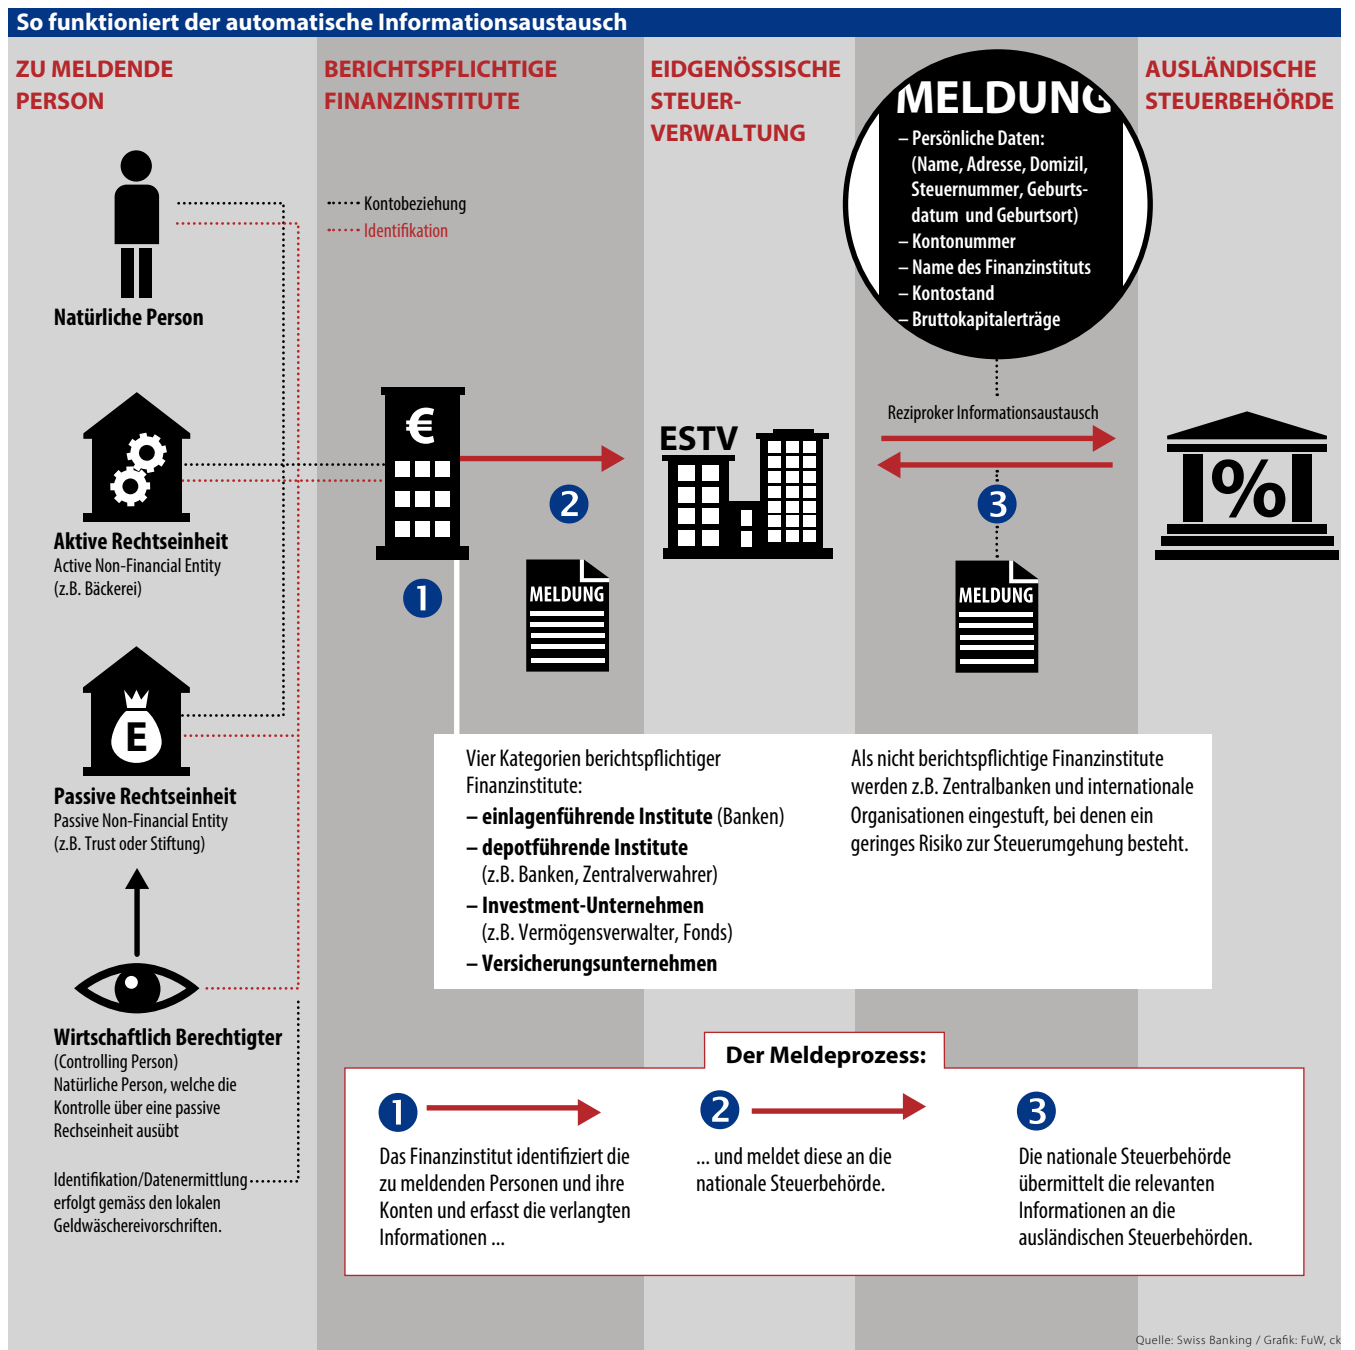 So funktioniert der automatische Informationsaustausch
ZU MELDENDE
PERSON
BERICHTSPFLICHTIGE
FINANZINSTITUTE
EIDGENÖSSISCHE
STEUER-
VERWALTUNG
MELDUNG
– Persönliche Daten:
(Name, Adresse, Domizil,
Steuernummer, Geburts-
datum und Geburtsort)
– Kontonummer
– Name des Finanzinstituts
– Kontostand
– Bruttokapitalerträge
AUSLÄNDISCHE
STEUERBEHÖRDE
Kontobeziehung
Identifikation
Natürliche Person
Aktive Rechtseinheit
Active Non-Financial Entity
(z.B. Bäckerei)
E
Passive Rechtseinheit
Passive Non-Financial Entity
(z.B. Trust oder Stiftung)
Wirtschaftlich Berechtigter
(Controlling Person)
Natürliche Person, welche die
Kontrolle über eine passive
Rechseinheit ausübt
Identifikation/Datenermittlung
erfolgt gemäss den lokalen
Geldwäschereivorschriften.
€
1
2
MELDUNG
ESTV
Reziproker Informationsaustausch
3
MELDUNG
%
Vier Kategorien berichtspflichtiger
Finanzinstitute:
– einlagenführende Institute (Banken)
– depotführende Institute
(z.B. Banken, Zentralverwahrer)
– Investment-Unternehmen
(z.B. Vermögensverwalter, Fonds)
– Versicherungsunternehmen
Als nicht berichtspflichtige Finanzinstitute
werden z.B. Zentralbanken und internationale
Organisationen eingestuft, bei denen ein
geringes Risiko zur Steuerumgehung besteht.
Der Meldeprozess:
1
Das Finanzinstitut identifiziert die
zu meldenden Personen und ihre
Konten und erfasst die verlangten
Informationen ...
2
... und meldet diese an die
nationale Steuerbehörde.
3
Die nationale Steuerbehörde
übermittelt die relevanten
Informationen an die
ausländischen Steuerbehörden.
Quelle: Swiss Banking / Grafik: FuW, ck